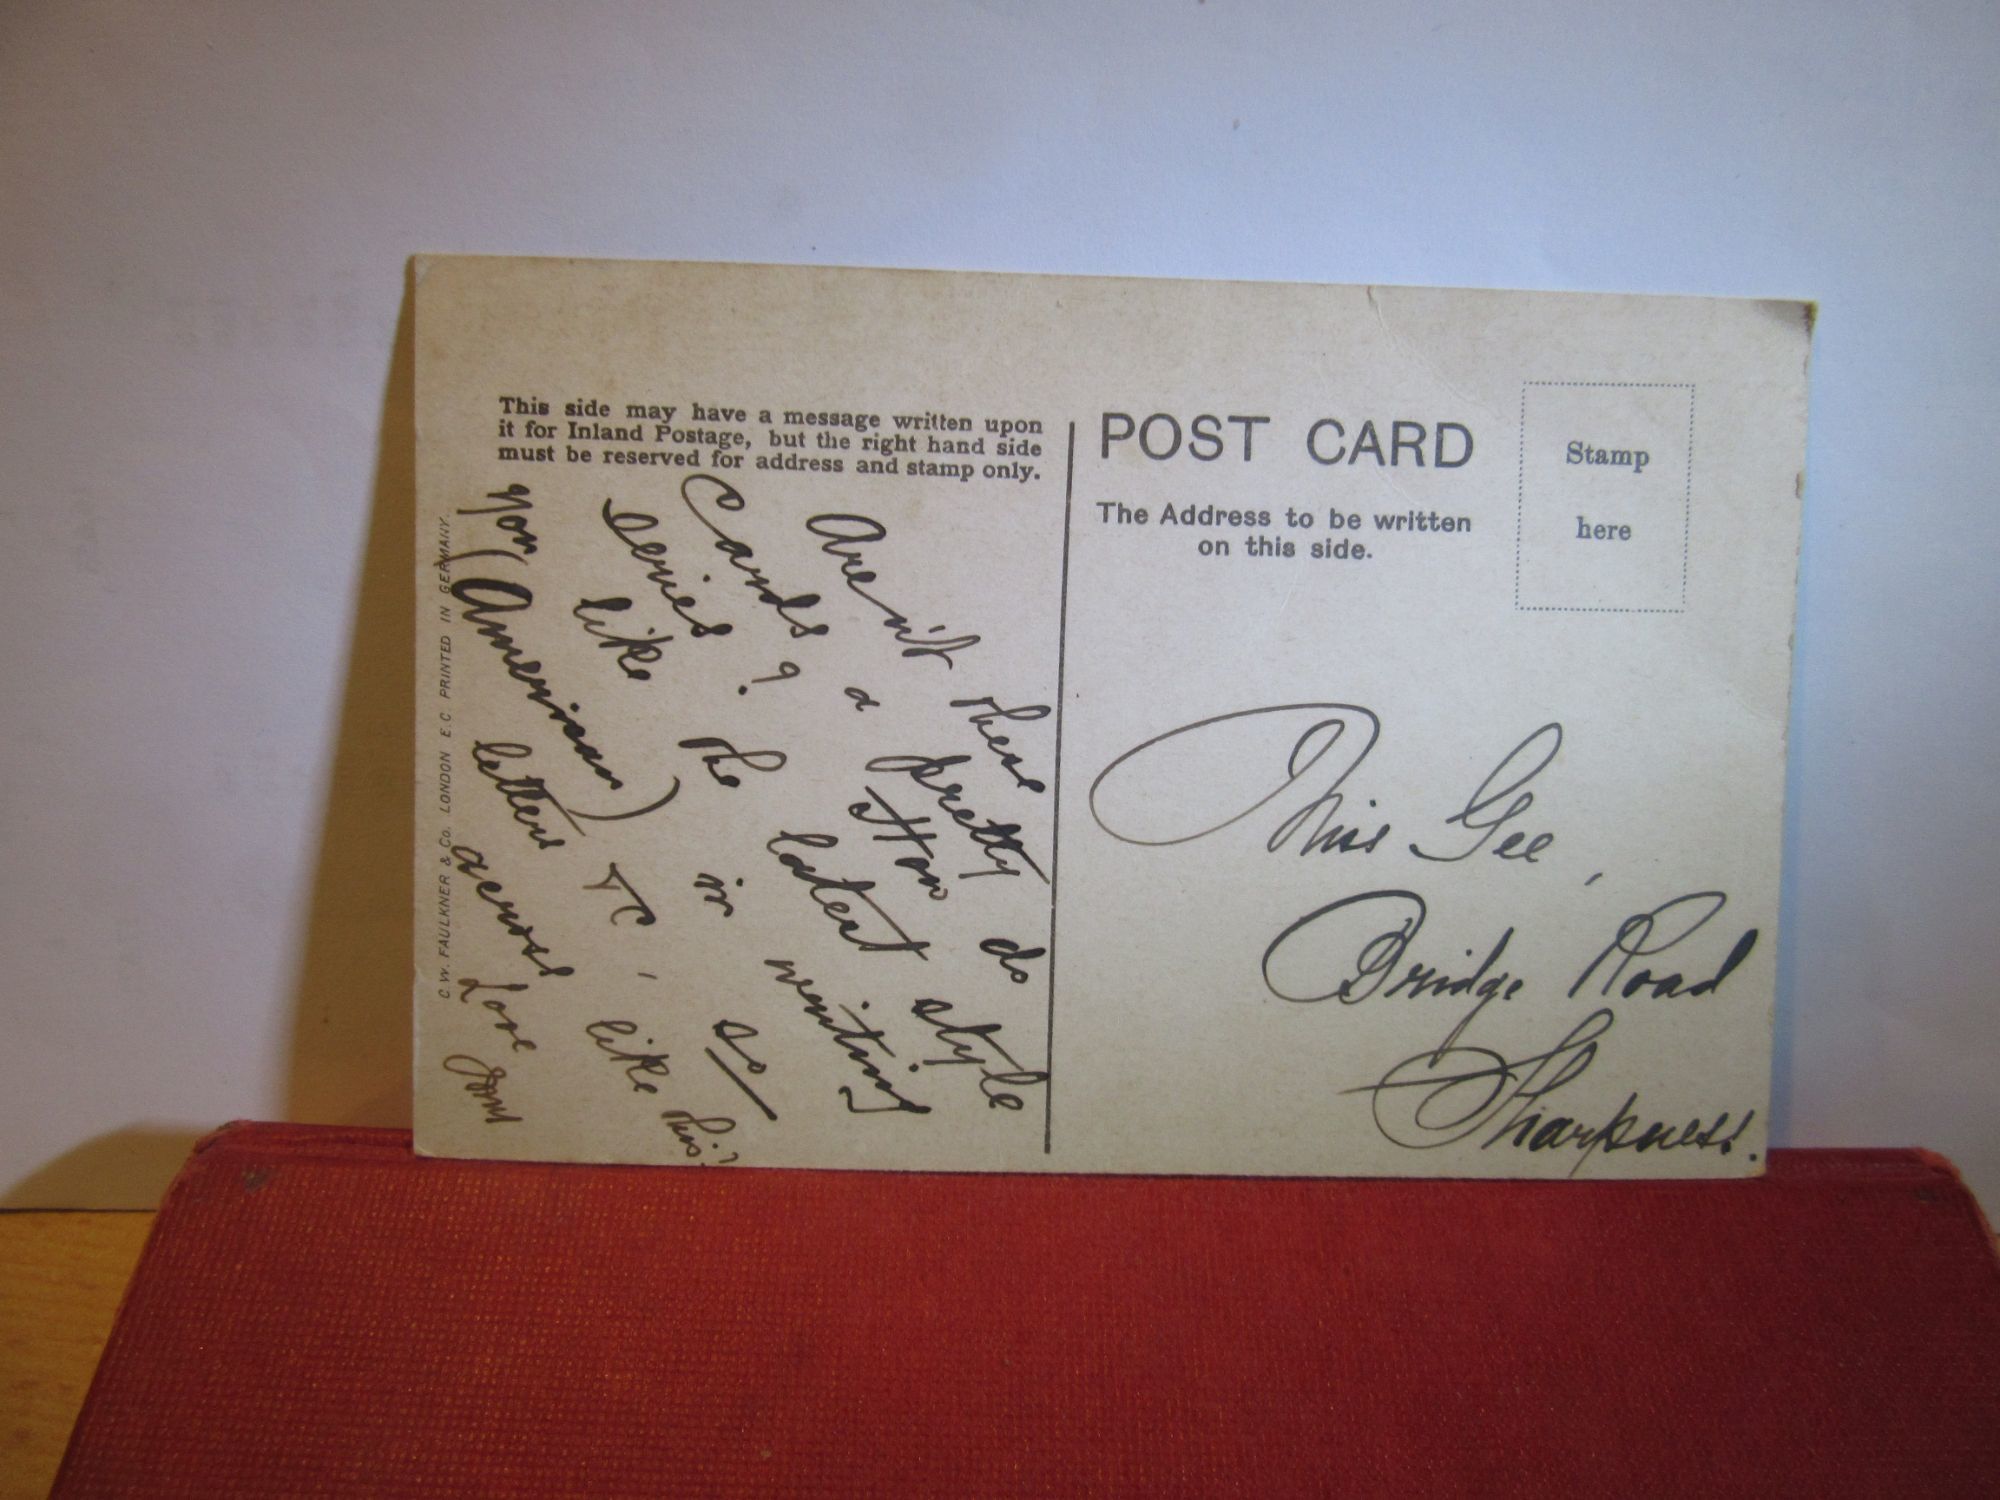 This side may have a message written upon
it for Inland Postage, but the right hand side
must be reserved for address and stamp only.
Aren't these
Cards a pretty
series? How do
you like the latest style
(American) in writing
letters &c, so
across like this?
Love
C.W. FAULKNER & Co. LONDON E.C PRINTED IN GERMANY.
POST CARD
The Address to be written
on this side.
Stamp
here
Miss Gee,
Bridge Road
Sharpness.